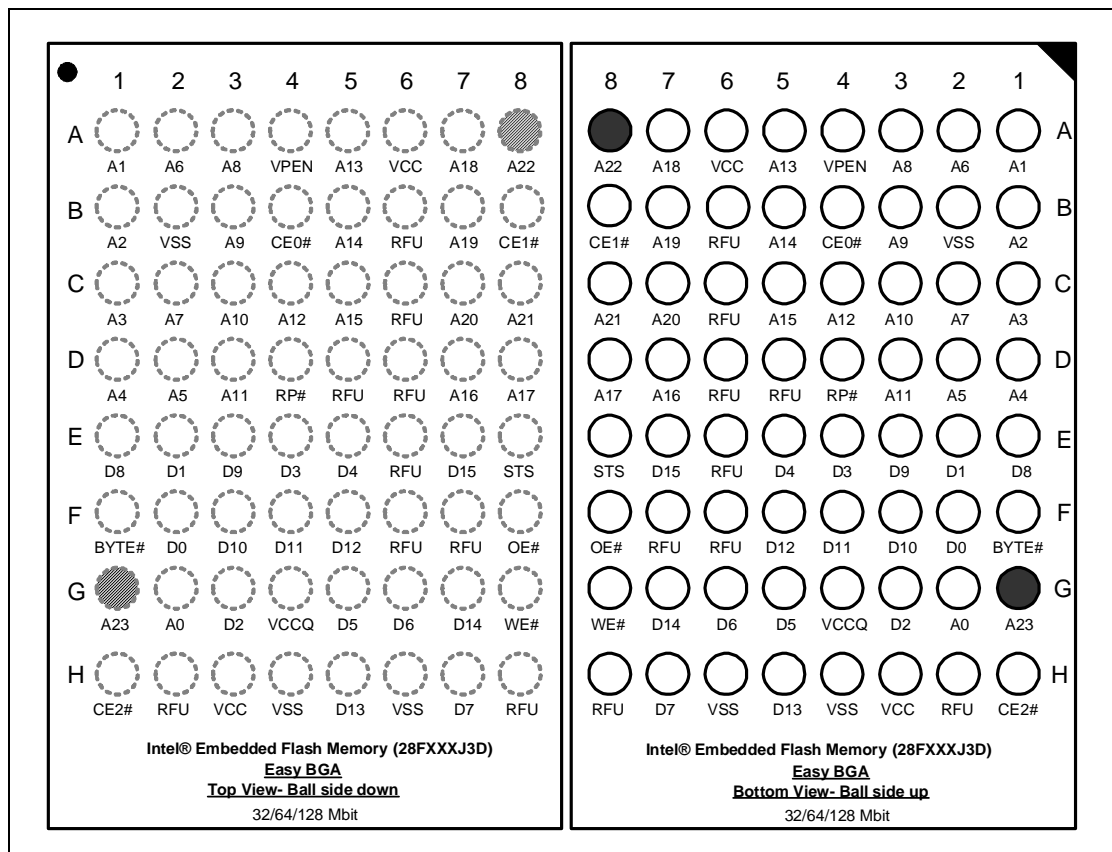 1 2 3 4 5 6 7 8
A
A1 A6 A8 VPEN A13 VCC A18 A22
B
A2 VSS A9 CE0# A14 RFU A19 CE1#
C
A3 A7 A10 A12 A15 RFU A20 A21
D
A4 A5 A11 RP# RFU RFU A16 A17
E
D8 D1 D9 D3 D4 RFU D15 STS
F
BYTE# D0 D10 D11 D12 RFU RFU OE#
G
A23 A0 D2 VCCQ D5 D6 D14 WE#
H
CE2# RFU VCC VSS D13 VSS D7 RFU
Intel® Embedded Flash Memory (28FXXXJ3D)
Easy BGA
Top View- Ball side down
32/64/128 Mbit
8 7 6 5 4 3 2 1
A
A22 A18 VCC A13 VPEN A8 A6 A1
B
CE1# A19 RFU A14 CE0# A9 VSS A2
C
A21 A20 RFU A15 A12 A10 A7 A3
D
A17 A16 RFU RFU RP# A11 A5 A4
E
STS D15 RFU D4 D3 D9 D1 D8
F
OE# RFU RFU D12 D11 D10 D0 BYTE#
G
WE# D14 D6 D5 VCCQ D2 A0 A23
H
RFU D7 VSS D13 VSS VCC RFU CE2#
Intel® Embedded Flash Memory (28FXXXJ3D)
Easy BGA
Bottom View- Ball side up
32/64/128 Mbit